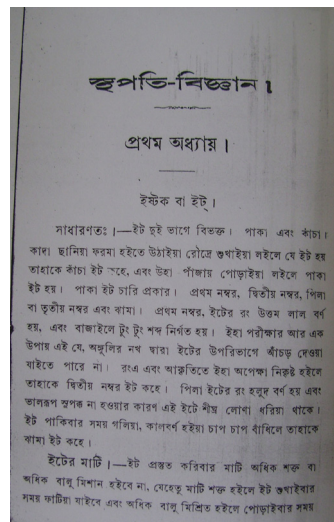 স্থপতি-বিজ্ঞান।
প্রথম অধ্যায়।
ইষ্টক বা ইট্।
সাধারণতঃ।—ইট দুই ভাগে বিভক্ত। পাকা এবং কাঁচা।
কাদা ছানিয়া ফরমা হইতে উঠাইয়া রৌদ্রে শুখাইয়া লইলে যে ইট হয়
তাহাকে কাঁচা ইট কহে, এবং উহা পাঁজায় পোড়াইয়া লইলে পাকা
ইট হয়। পাকা ইট চারি প্রকার। প্রথম নম্বর, দ্বিতীয় নম্বর, পিলা
বা তৃতীয় নম্বর এবং ঝামা। প্রথম নম্বর, ইটের রং উত্তম লাল বর্ণ
হয়, এবং বাজাইলে টুং টুং শব্দ নির্গত হয়। ইহা পরীক্ষার আর এক
উপায় এই যে, অঙ্গুলির নখ দ্বারা ইটের উপরিভাগে আঁচড় দেওয়া
যাইতে পারে না। রংএ এবং আকৃতিতে ইহা অপেক্ষা নিকৃষ্ট হইলে
তাহাকে দ্বিতীয় নম্বর ইট কহে। পিলা ইটের রং হলুদ বর্ণ হয় এবং
ভালরূপ সুপক্ক না হওয়ার কারণ এই ইটে শীঘ্র লোণা ধরিয়া থাকে।
ইট পাকিবার সময় গলিয়া, কালবর্ণ হইয়া চাপ চাপ বাঁধিলে তাহাকে
ঝামা ইট কহে।
ইটের মাটি।—ইট প্রস্তুত করিবার মাটি অধিক শক্ত বা
অধিক বালু মিশান হইবে না, যেহেতু মাটি শক্ত হইলে ইট শুখাইবার
সময় ফাটিয়া যাইবে এবং অধিক বালু মিশ্রিত হইলে পোড়াইবার সময়